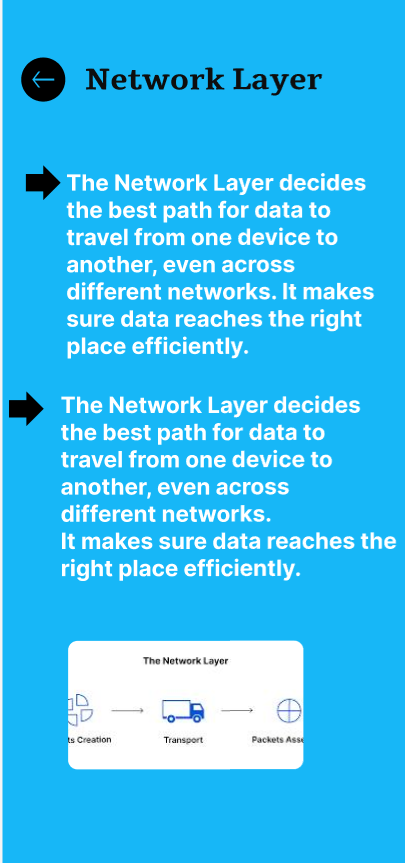 Network Layer
The Network Layer decides
the best path for data to
travel from one device to
another, even across
different networks. It makes
sure data reaches the right
place efficiently.
The Network Layer decides
the best path for data to
travel from one device to
another, even across
different networks.
It makes sure data reaches the
right place efficiently.
The Network Layer
ts Creation
Transport
Packets Asse